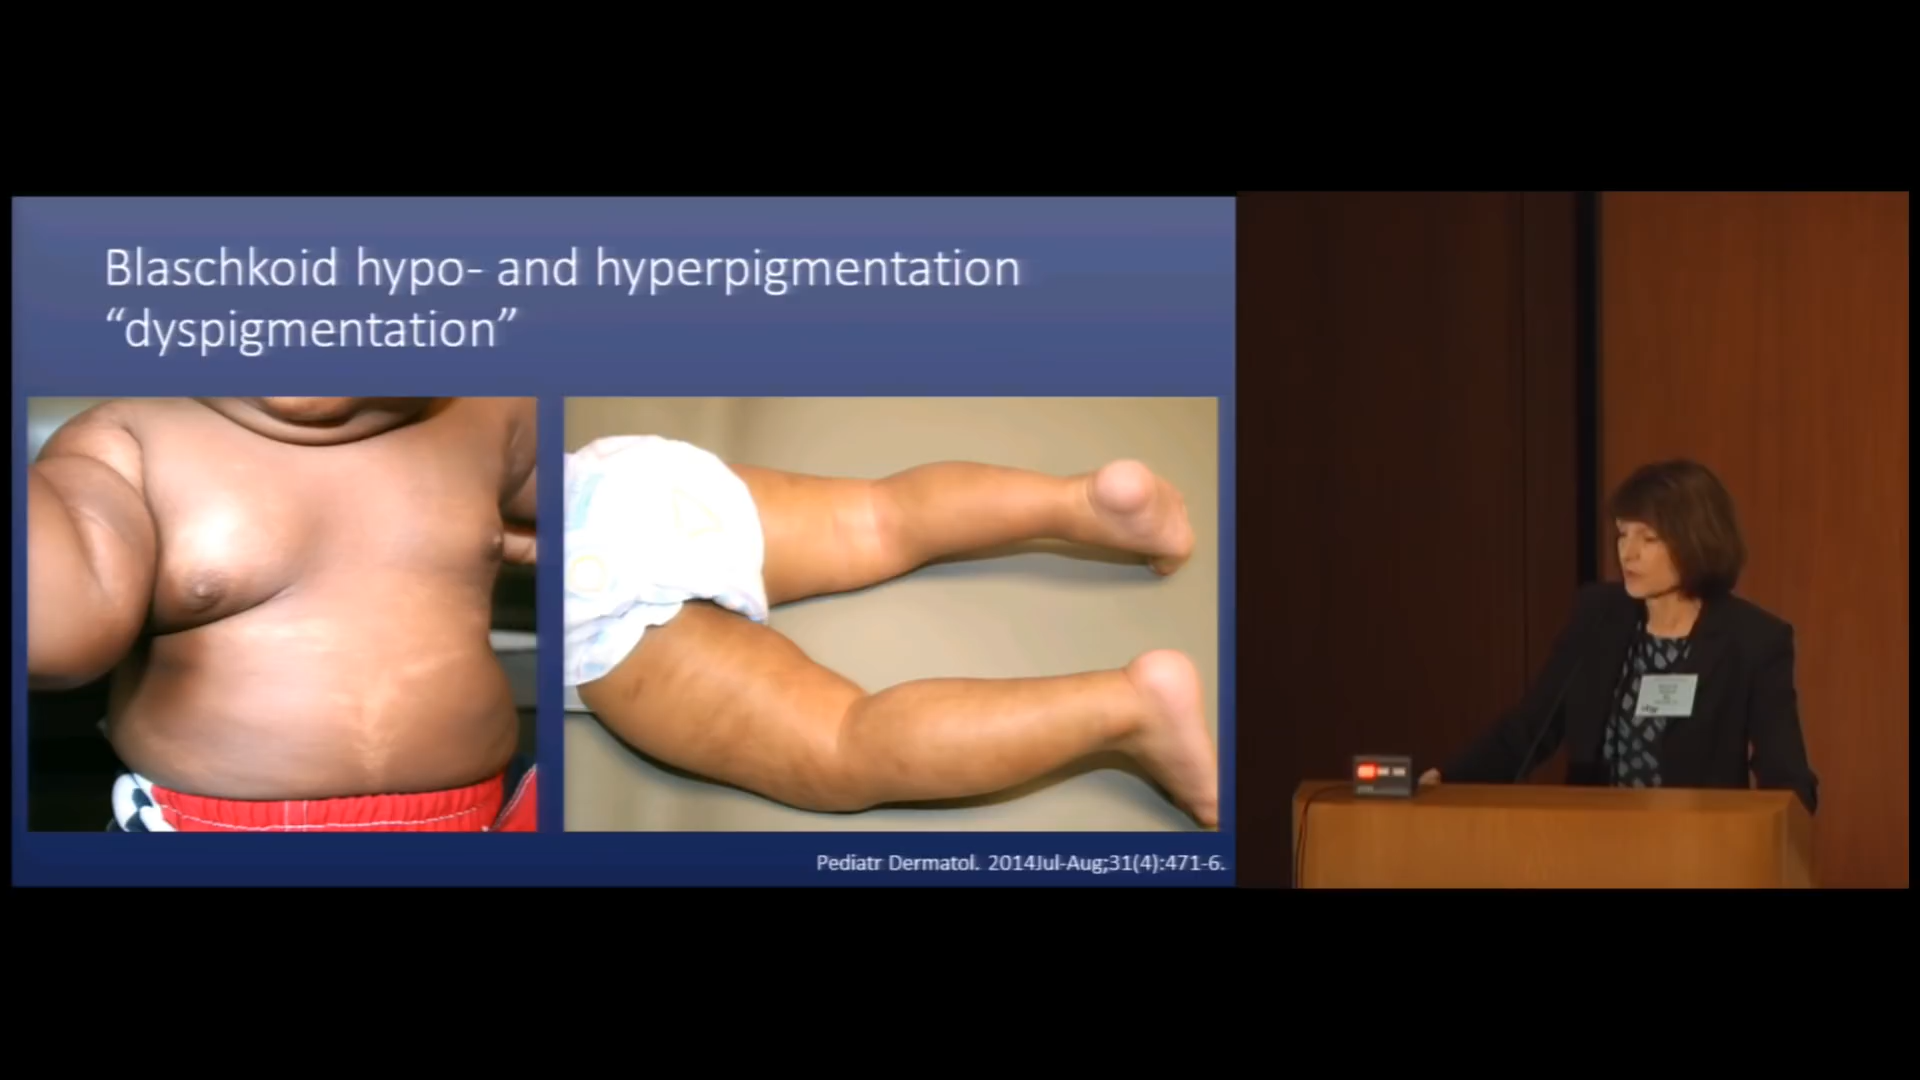 Blaschkoid hypo- and hyperpigmentation
“dyspigmentation”
Pediatr Dermatol. 2014Jul-Aug;31(4):471-6.